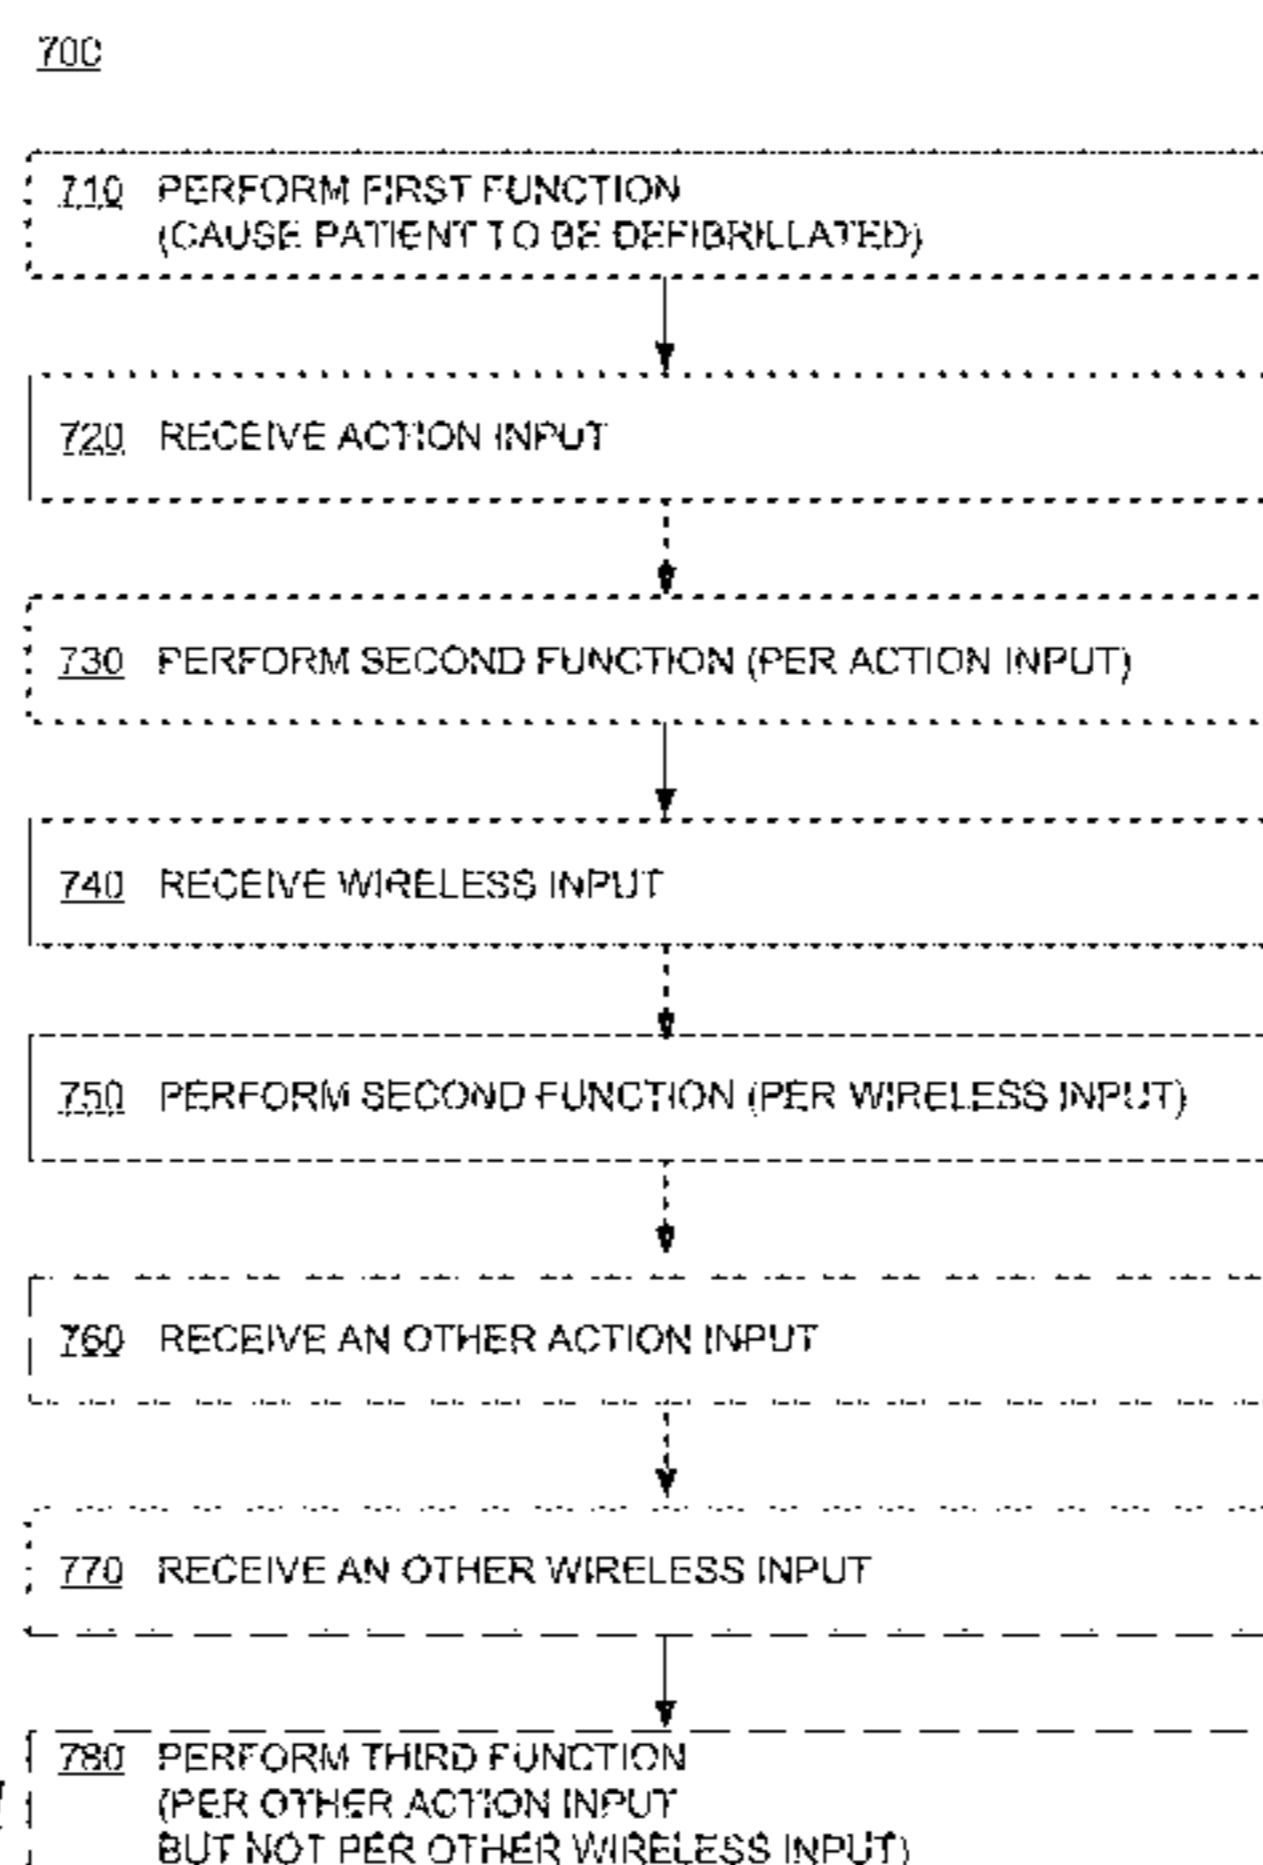 700
710 PERFORM FIRST FUNCTION
(CAUSE PATIENT TO BE DEFIBRILLATED)
720 RECEIVE ACTION INPUT
730 PERFORM SECOND FUNCTION (PER ACTION INPUT)
740 RECEIVE WIRELESS INPUT
750 PERFORM SECOND FUNCTION (PER WIRELESS INPUT)
760 RECEIVE AN OTHER ACTION INPUT
770 RECEIVE AN OTHER WIRELESS INPUT
780 PERFORM THIRD FUNCTION
(PER OTHER ACTION INPUT
BUT NOT PER OTHER WIRELESS INPUT)